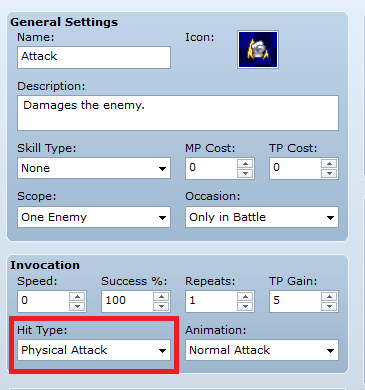 General Settings
Name: Icon:
Attack
Description:
Damages the enemy.
Skill Type: MP Cost: TP Cost:
None 0 0
Scope: Occasion:
One Enemy Only in Battle
Invocation
Speed: Success %: Repeats: TP Gain:
0 100 1 5
Hit Type: Animation:
Physical Attack Normal Attack